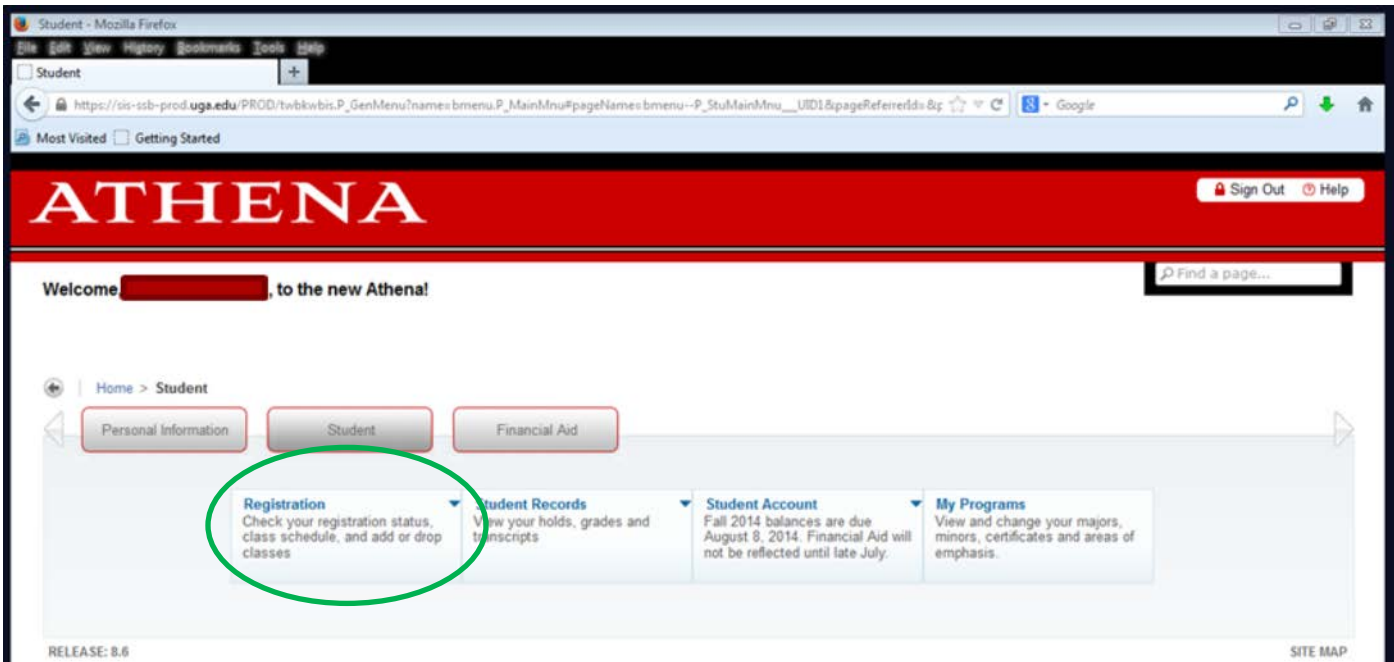 Student - Mozilla Firefox
File Edit View History Bookmarks Tools Help
Student +
https://sis-ssb-prod.uga.edu/PROD/twbkwbis.P_GenMenu?name=bmenu.P_MainMnu#pageName=bmenu--P_StuMainMnu__UID1&pageReferrerId=&p
8 - Google
Most Visited Getting Started
ATHENA
Sign Out ? Help
Find a page...
Welcome, , to the new Athena!
Home > Student
Personal Information Student Financial Aid
Registration
Check your registration status,
class schedule, and add or drop
classes
Student Records
View your holds, grades and
transcripts
Student Account
Fall 2014 balances are due
August 8, 2014. Financial Aid will
not be reflected until late July.
My Programs
View and change your majors,
minors, certificates and areas of
emphasis.
RELEASE: 8.6 SITE MAP